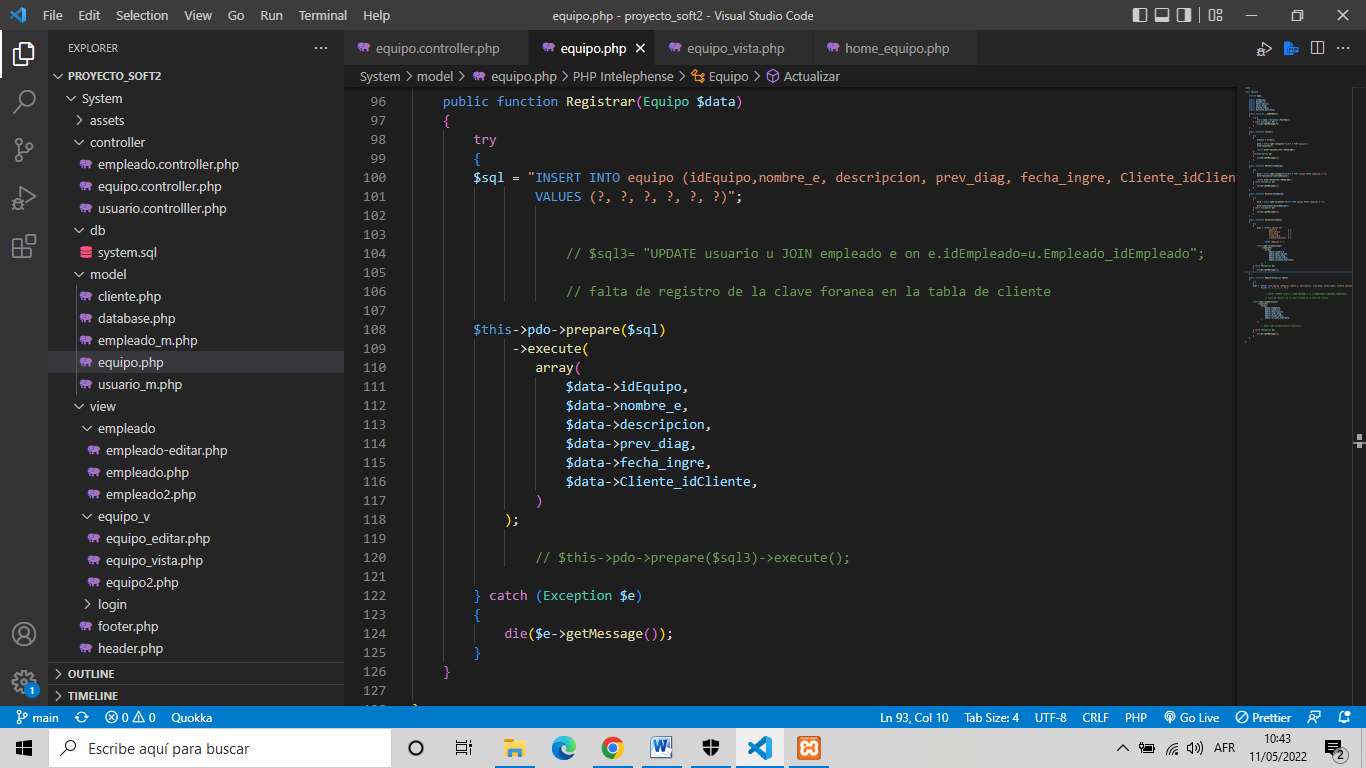 File Edit Selection View Go Run Terminal Help
equipo.php - proyecto_soft2 - Visual Studio Code
EXPLORER
PROYECTO_SOFT2
System
assets
controller
empleado.controller.php
equipo.controller.php
usuario.controlller.php
db
system.sql
model
cliente.php
database.php
empleado_m.php
equipo.php
usuario_m.php
view
empleado
empleado-editar.php
empleado.php
empleado2.php
equipo_v
equipo_editar.php
equipo_vista.php
equipo2.php
login
footer.php
header.php
OUTLINE
TIMELINE
1
equipo.controller.php equipo.php equipo_vista.php home_equipo.php
System > model > equipo.php > PHP Intelephense > Equipo > Actualizar
96 public function Registrar(Equipo $data)
97 {
98 try
99 {
100 $sql = "INSERT INTO equipo (idEquipo,nombre_e, descripcion, prev_diag, fecha_ingre, Cliente_idClien
101 VALUES (?, ?, ?, ?, ?, ?)";
102
103
104 // $sql3= "UPDATE usuario u JOIN empleado e on e.idEmpleado=u.Empleado_idEmpleado";
105
106 // falta de registro de la clave foranea en la tabla de cliente
107
108 $this->pdo->prepare($sql)
109 ->execute(
110 array(
111 $data->idEquipo,
112 $data->nombre_e,
113 $data->descripcion,
114 $data->prev_diag,
115 $data->fecha_ingre,
116 $data->Cliente_idCliente,
117 )
118 );
119
120 // $this->pdo->prepare($sql3)->execute();
121
122 } catch (Exception $e)
123 {
124 die($e->getMessage());
125 }
126 }
127
main 0 0 Quokka
Ln 93, Col 10 Tab Size: 4 UTF-8 CRLF PHP Go Live Prettier
Escribe aquí para buscar
AFR
10:43
11/05/2022
2